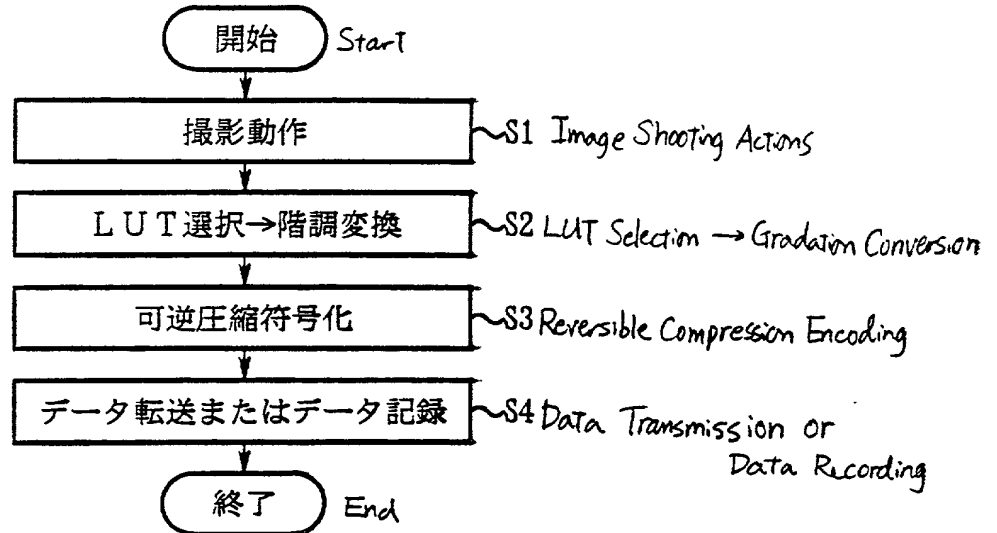 開始 Start
撮影動作 S1 Image Shooting Actions
LUT選択→階調変換 S2 LUT Selection → Gradation Conversion
可逆圧縮符号化 S3 Reversible Compression Encoding
データ転送またはデータ記録 S4 Data Transmission or
Data Recording
終了 End